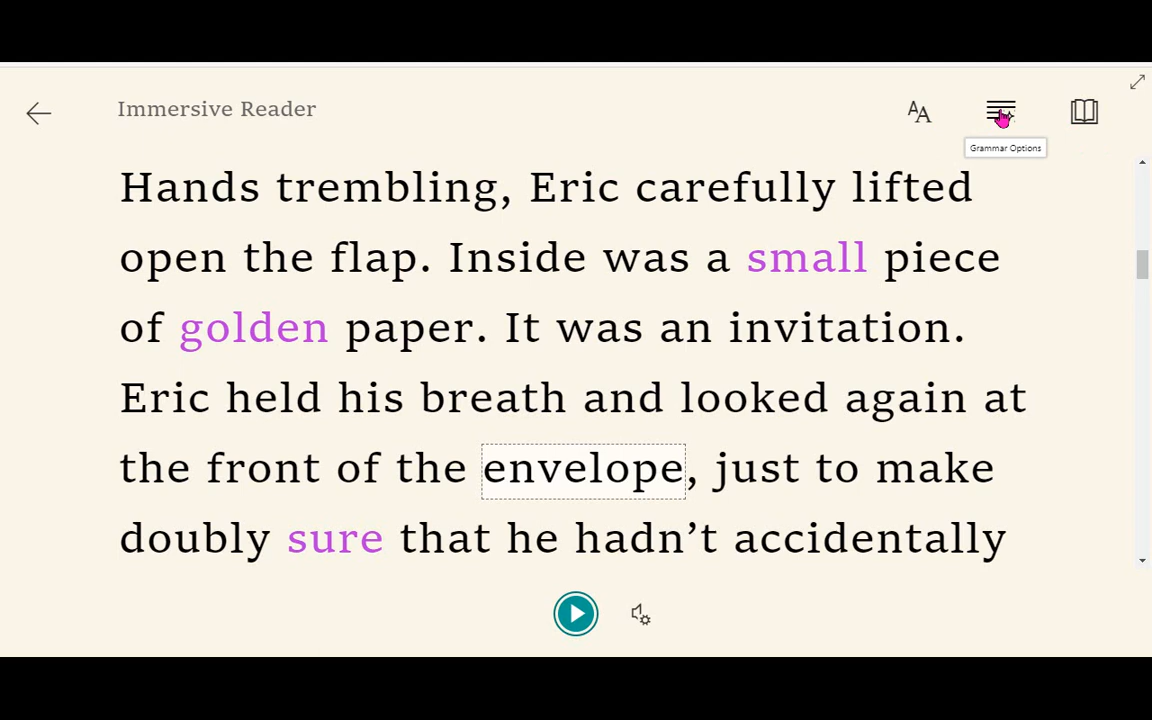 Immersive Reader
Grammar Options
Hands trembling, Eric carefully lifted
open the flap. Inside was a small piece
of golden paper. It was an invitation.
Eric held his breath and looked again at
the front of the envelope, just to make
doubly sure that he hadn’t accidentally